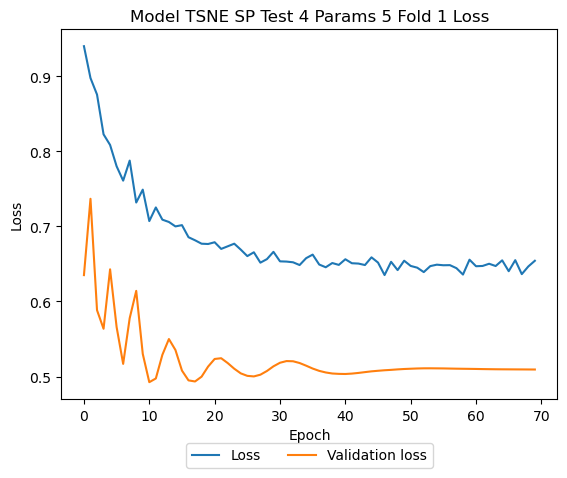 Model TSNE SP Test 4 Params 5 Fold 1 Loss
0.9
0.8
0.7
0.6
0.5
Loss
0 10 20 30 40 50 60 70
Epoch
Loss Validation loss